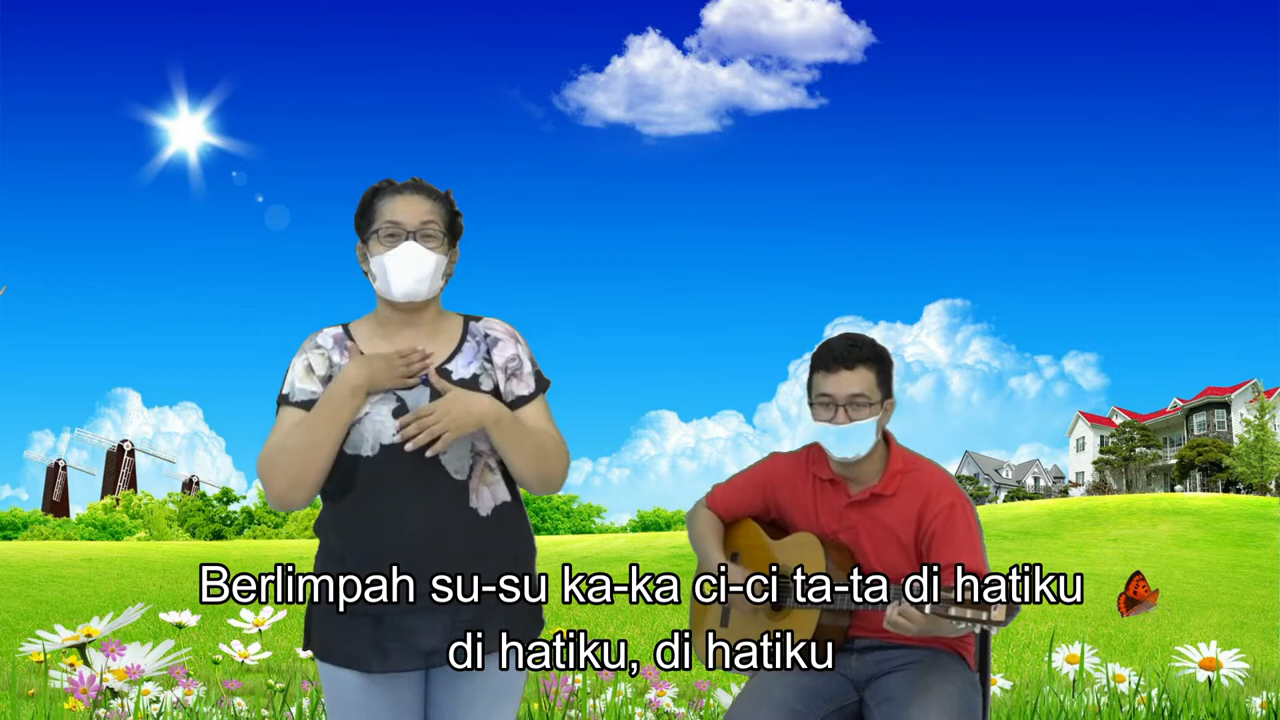 Berlimpah su-su ka-ka ci-ci ta-ta di hatiku
di hatiku, di hatiku